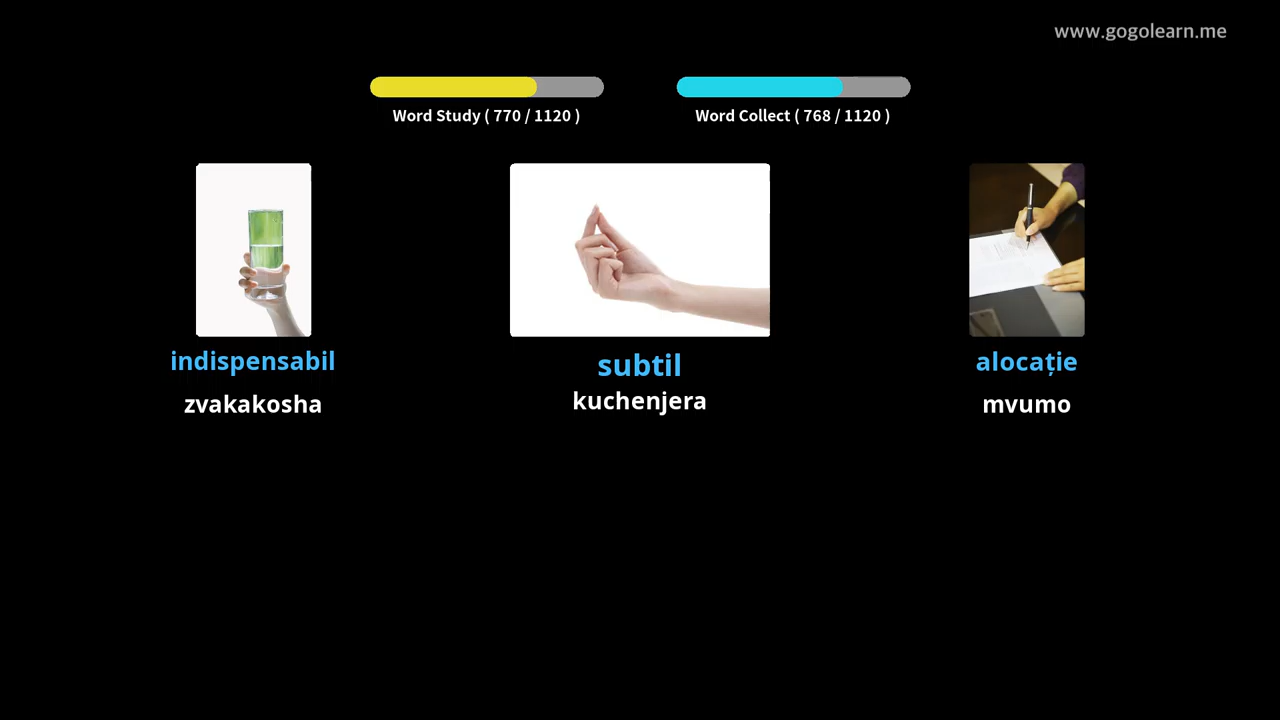 www.gogolearn.me
Word Study ( 770 / 1120 )
Word Collect ( 768 / 1120 )
indispensabil
zvakakosha
subtil
kuchenjera
alocație
mvumo